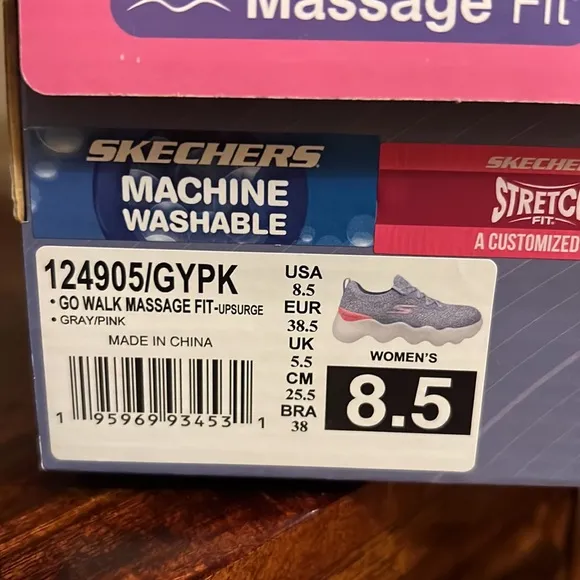 Massage Fit
SKECHERS
MACHINE
WASHABLE
STRETCH
FIT
A CUSTOMIZED
124905/GYPK
• GO WALK MASSAGE FIT-UPSURGE
• GRAY/PINK
MADE IN CHINA
1 95969 93453 1
USA
8.5
EUR
38.5
UK
5.5
CM
25.5
BRA
38
WOMEN'S
8.5